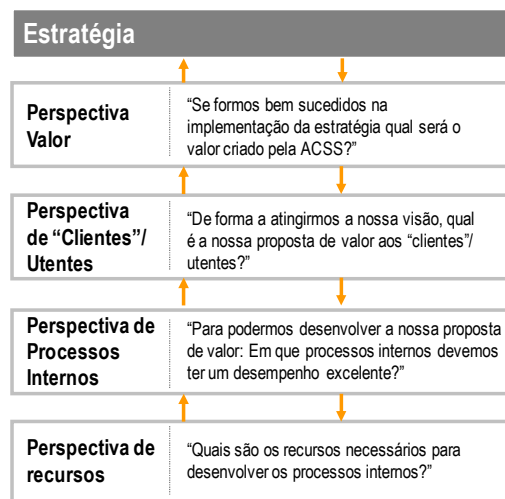 Estratégia
Perspectiva
Valor
“Se formos bem sucedidos na
implementação da estratégia qual será o
valor criado pela ACSS?”
Perspectiva
de “Clientes”/
Utentes
“De forma a atingirmos a nossa visão, qual
é a nossa proposta de valor aos “clientes”/
utentes?”
Perspectiva de
Processos
Internos
“Para podermos desenvolver a nossa proposta
de valor: Em que processos internos devemos
ter um desempenho excelente?”
Perspectiva de
recursos
“Quais são os recursos necessários para
desenvolver os processos internos?”